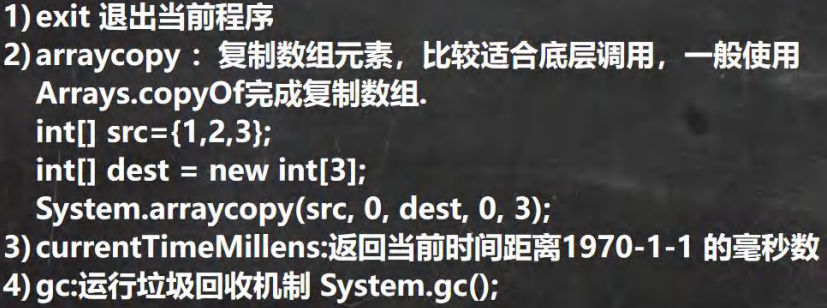 1)exit 退出当前程序
2)arraycopy ：复制数组元素，比较适合底层调用，一般使用
Arrays.copyOf完成复制数组.
int[] src={1,2,3};
int[] dest = new int[3];
System.arraycopy(src, 0, dest, 0, 3);
3)currentTimeMillens:返回当前时间距离1970-1-1 的毫秒数
4)gc:运行垃圾回收机制 System.gc();